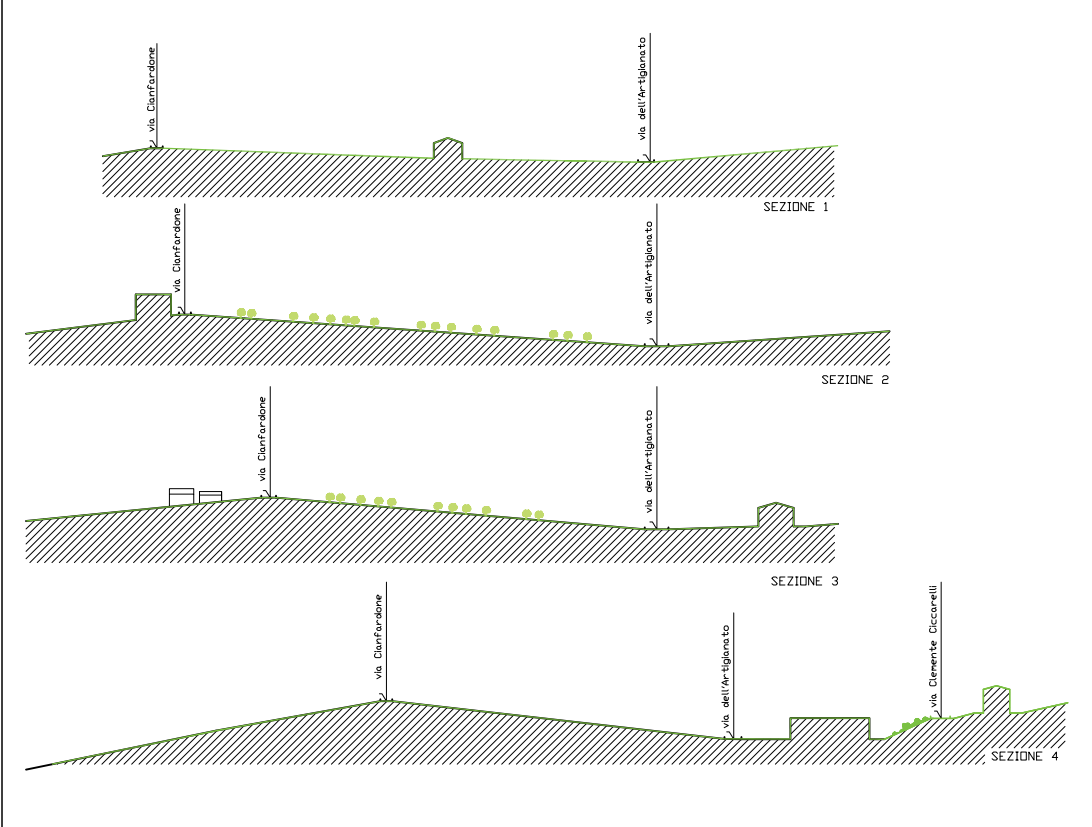 via Cianfardone
via dell'Artigianato
SEZIONE 1
via Cianfardone
via dell'Artigianato
SEZIONE 2
via Cianfardone
via dell'Artigianato
SEZIONE 3
via Cianfardone
via dell'Artigianato
via Clemente Ciccarelli
SEZIONE 4